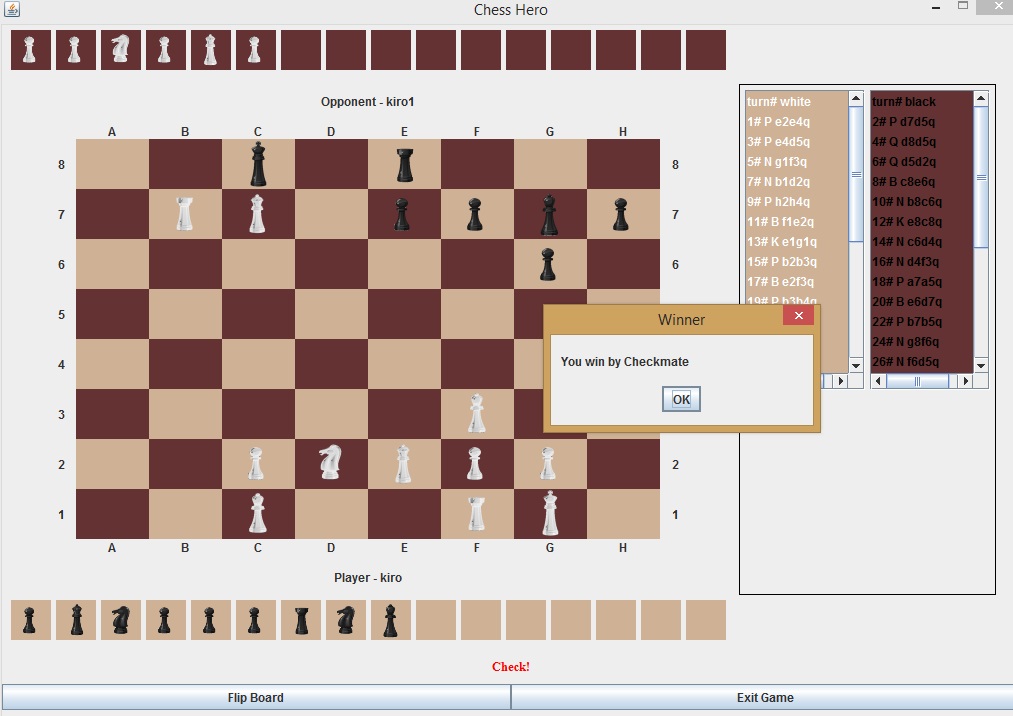 Chess Hero
Opponent - kiro1
A B C D E F G H
8 8
7 7
6 6
5
4
3
2 2
1 1
A B C D E F G H
Player - kiro
turn# white
1# P e2e4q
3# P e4d5q
5# N g1f3q
7# N b1d2q
9# P h2h4q
11# B f1e2q
13# K e1g1q
15# P b2b3q
17# B e2f3q
19# P b3b4q
turn# black
2# P d7d5q
4# Q d8d5q
6# Q d5d2q
8# B c8e6q
10# N b8c6q
12# K e8c8q
14# N c6d4q
16# N d4f3q
18# P a7a5q
20# B e6d7q
22# P b7b5q
24# N g8f6q
26# N f6d5q
Winner
You win by Checkmate
OK
Check!
Flip Board
Exit Game